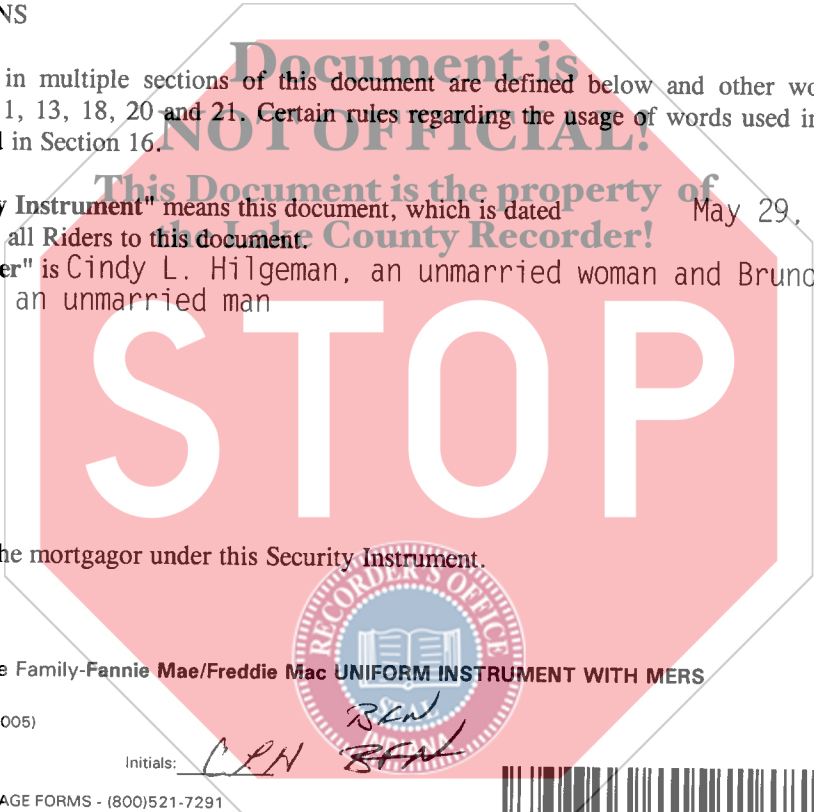 NS
Document is
in multiple sections of this document are defined below and other wo
1, 13, 18, 20 and 21. Certain rules regarding the usage of words used in
NOT OFFICIAL!
d in Section 16.
This Document is the property of
y Instrument" means this document, which is dated May 29,
all Riders to this document.
the Lake County Recorder!
er" is Cindy L. Hilgeman, an unmarried woman and Bruno
an unmarried man
STOP
he mortgagor under this Security Instrument.
RECORDER'S OFFICE
e Family-Fannie Mae/Freddie Mac UNIFORM INSTRUMENT WITH MERS
SEAL
005)
INDIANA
Initials:
AGE FORMS - (800)521-7291